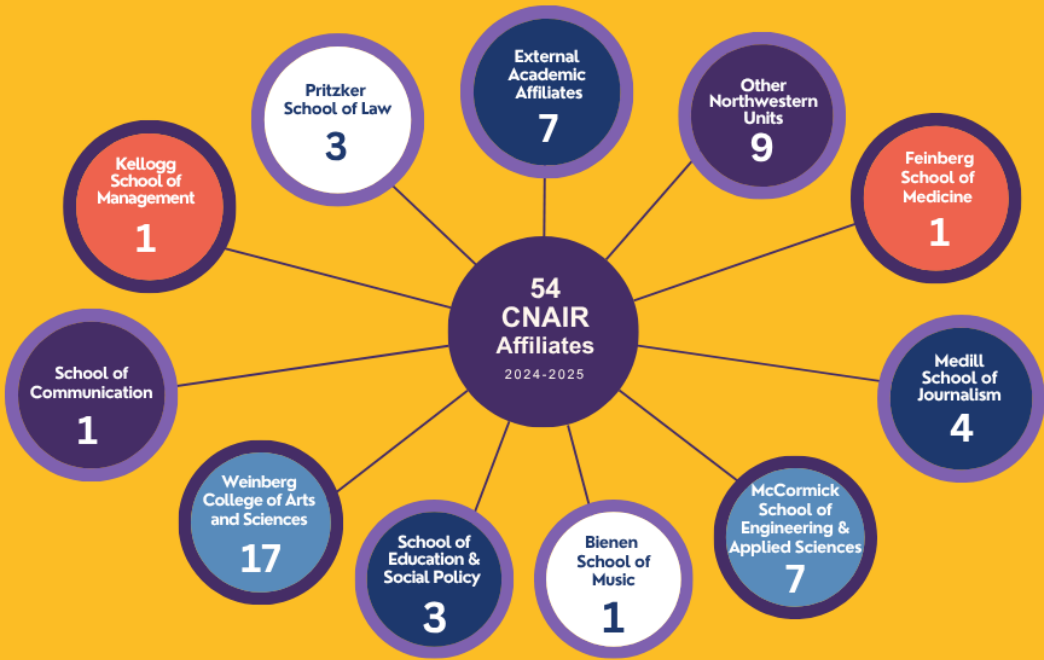 External
Academic
Affiliates
7
Other
Northwestern
Units
9
Pritzker
School of Law
3
Kellogg
School of
Management
1
Feinberg
School of
Medicine
1
54
CNAIR
Affiliates
2024-2025
School of
Communication
1
Medill
School of
Journalism
4
Weinberg
College of Arts
and Sciences
17
School of
Education &
Social Policy
3
Bienen
School of
Music
1
McCormick
School of
Engineering &
Applied Sciences
7